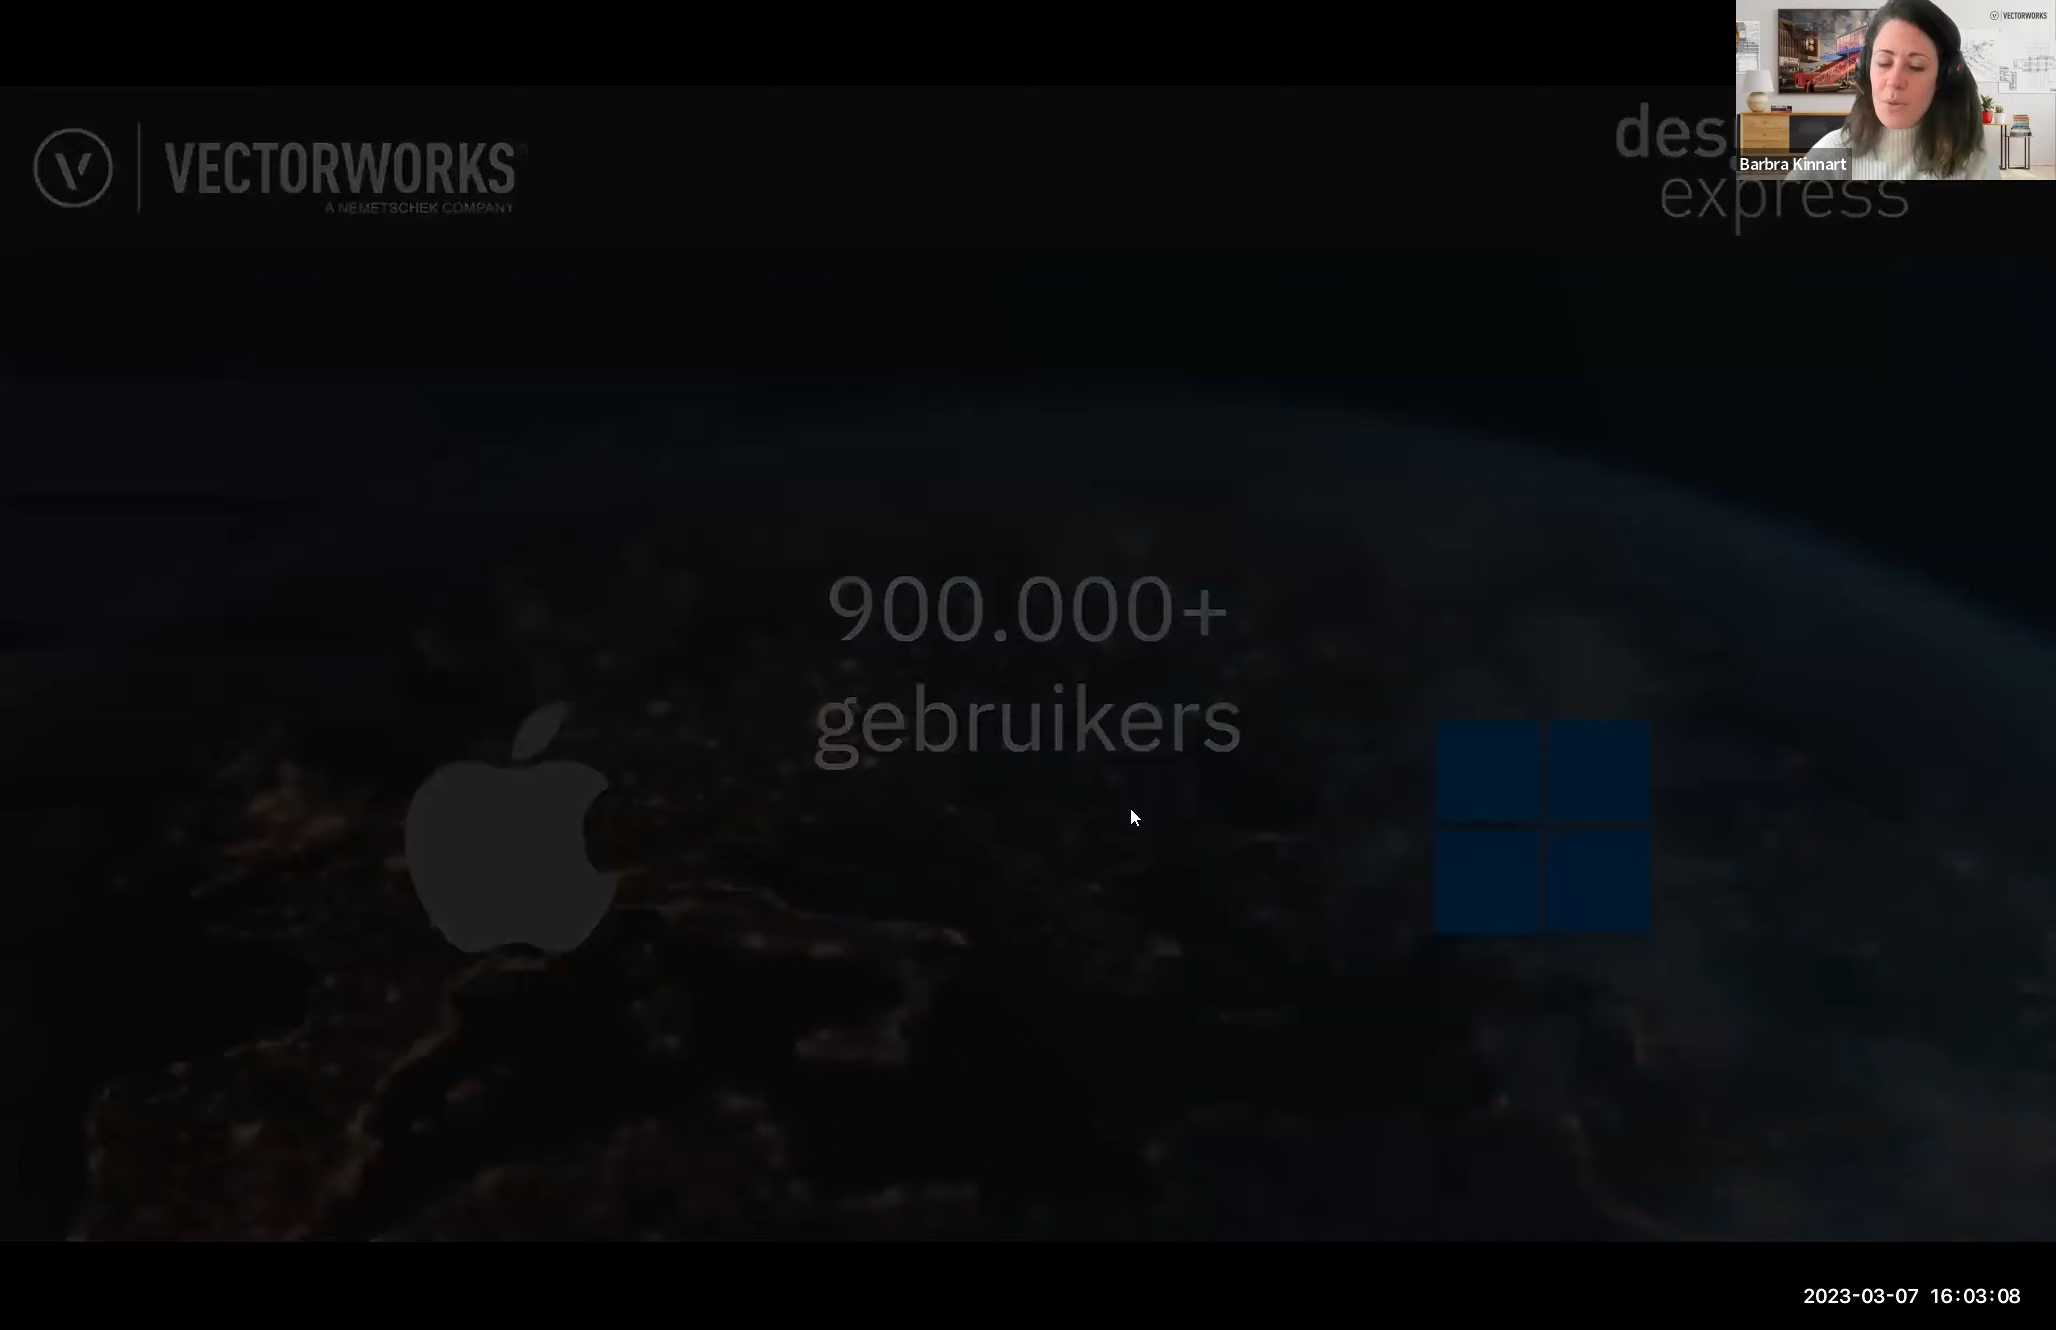 VECTORWORKS
A NEMETSCHEK COMPANY
express
VECTORWORKS
Barbra Kinnart
900.000+
gebruikers
2023-03-07 16:03:08